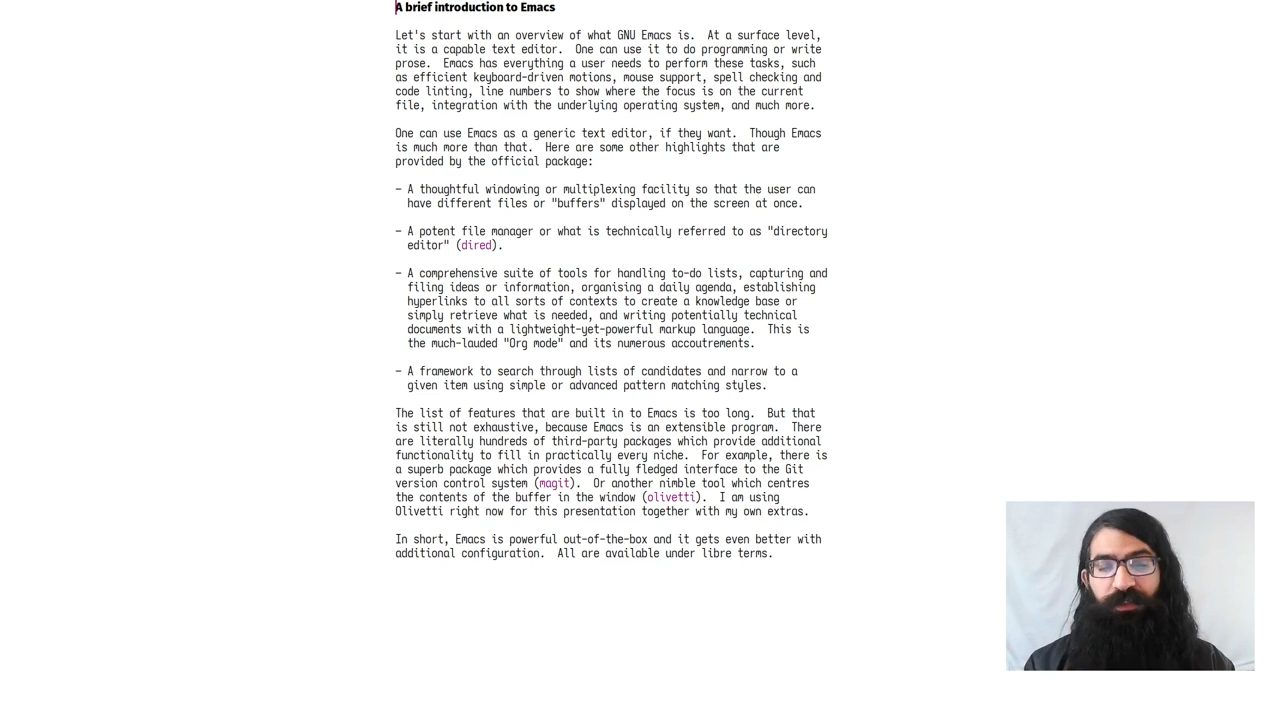 A brief introduction to Emacs
Let's start with an overview of what GNU Emacs is.  At a surface level,
it is a capable text editor.  One can use it to do programming or write
prose.  Emacs has everything a user needs to perform these tasks, such
as efficient keyboard-driven motions, mouse support, spell checking and
code linting, line numbers to show where the focus is on the current
file, integration with the underlying operating system, and much more.
One can use Emacs as a generic text editor, if they want.  Though Emacs
is much more than that.  Here are some other highlights that are
provided by the official package:
– A thoughtful windowing or multiplexing facility so that the user can
have different files or "buffers" displayed on the screen at once.
– A potent file manager or what is technically referred to as "directory
editor" (dired).
– A comprehensive suite of tools for handling to-do lists, capturing and
filing ideas or information, organising a daily agenda, establishing
hyperlinks to all sorts of contexts to create a knowledge base or
simply retrieve what is needed, and writing potentially technical
documents with a lightweight-yet-powerful markup language.  This is
the much-lauded "Org mode" and its numerous accoutrements.
– A framework to search through lists of candidates and narrow to a
given item using simple or advanced pattern matching styles.
The list of features that are built in to Emacs is too long.  But that
is still not exhaustive, because Emacs is an extensible program.  There
are literally hundreds of third-party packages which provide additional
functionality to fill in practically every niche.  For example, there is
a superb package which provides a fully fledged interface to the Git
version control system (magit).  Or another nimble tool which centres
the contents of the buffer in the window (olivetti).  I am using
Olivetti right now for this presentation together with my own extras.
In short, Emacs is powerful out-of-the-box and it gets even better with
additional configuration.  All are available under libre terms.